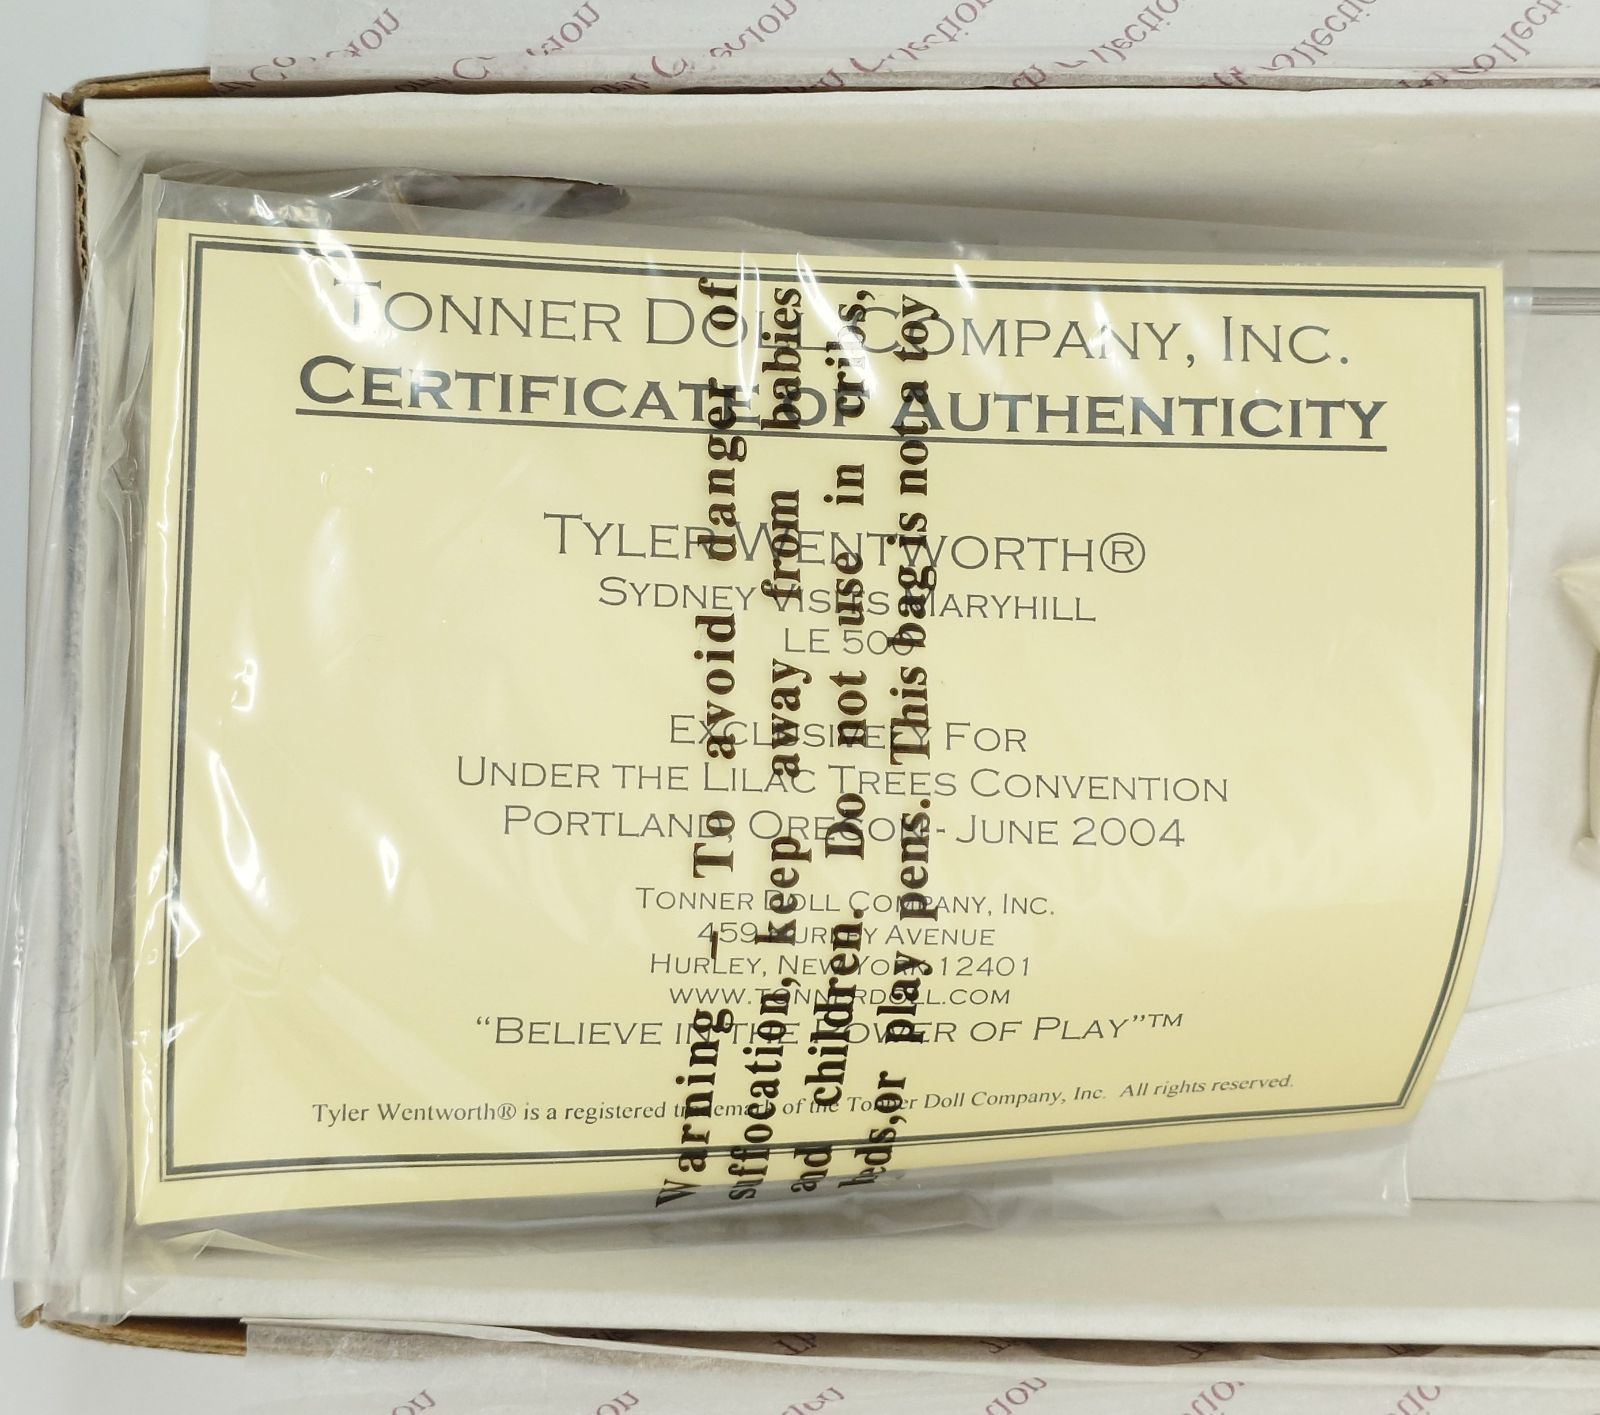 TONNER DOLL COMPANY, INC.
CERTIFICATE OF AUTHENTICITY
TYLER WENTWORTH®
SYDNEY VISITS MARYHILL
LE 500
EXCLUSIVELY FOR
UNDER THE LILAC TREES CONVENTION
PORTLAND, OREGON - JUNE 2004
TONNER DOLL COMPANY, INC.
459 HURLEY AVENUE
HURLEY, NEW YORK 12401
WWW.TONNERDOLL.COM
“BELIEVE IN THE POWER OF PLAY”™
Tyler Wentworth® is a registered trademark of the Tonner Doll Company, Inc. All rights reserved.
Warning – To avoid danger of
suffocation, keep away from babies
and children. Do not use in cribs,
beds,or play pens. This bag is not a toy